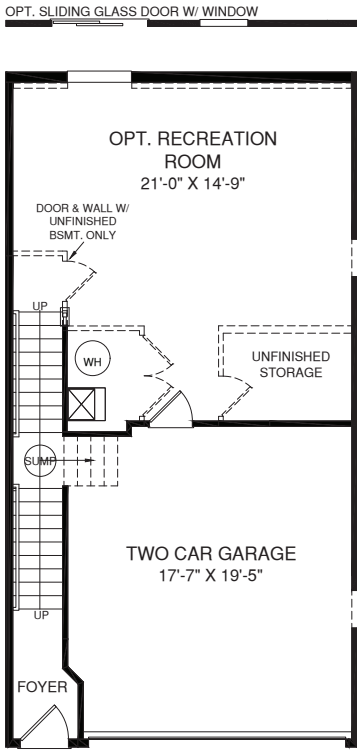 OPT. SLIDING GLASS DOOR W/ WINDOW
OPT. RECREATION
ROOM
21'-0" X 14'-9"
DOOR & WALL W/
UNFINISHED
BSMT. ONLY
UP
WH
UNFINISHED
STORAGE
SUMP
TWO CAR GARAGE
17'-7" X 19'-5"
UP
FOYER